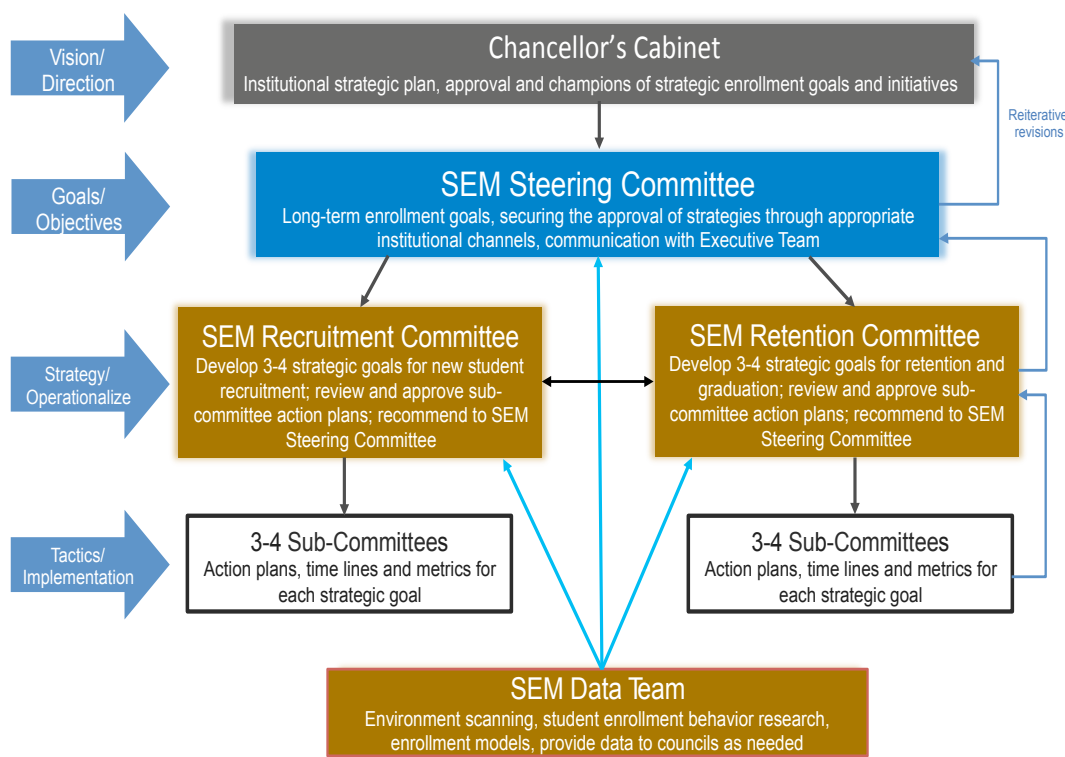 Vision/
Direction
Chancellor's Cabinet
Institutional strategic plan, approval and champions of strategic enrollment goals and initiatives
Reiterative
revisions
Goals/
Objectives
SEM Steering Committee
Long-term enrollment goals, securing the approval of strategies through appropriate
institutional channels, communication with Executive Team
Strategy/
Operationalize
SEM Recruitment Committee
Develop 3-4 strategic goals for new student
recruitment; review and approve sub-
committee action plans; recommend to SEM
Steering Committee
SEM Retention Committee
Develop 3-4 strategic goals for retention and
graduation; review and approve sub-
committee action plans; recommend to SEM
Steering Committee
Tactics/
Implementation
3-4 Sub-Committees
Action plans, time lines and metrics for
each strategic goal
3-4 Sub-Committees
Action plans, time lines and metrics for
each strategic goal
SEM Data Team
Environment scanning, student enrollment behavior research,
enrollment models, provide data to councils as needed